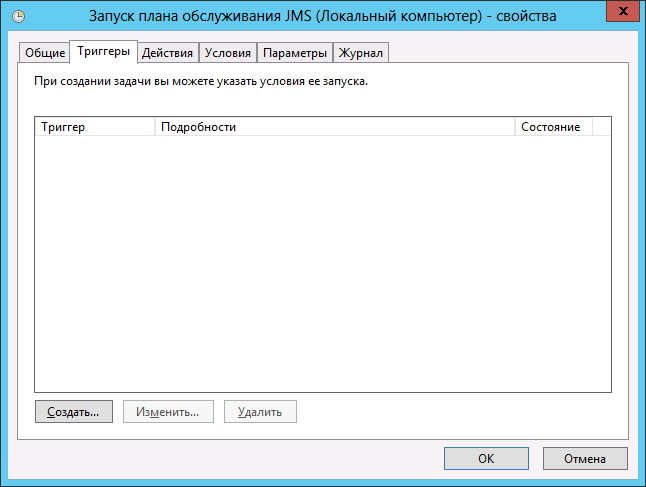 Запуск плана обслуживания JMS (Локальный компьютер) - свойства
x
Общие Триггеры Действия Условия Параметры Журнал
При создании задачи вы можете указать условия ее запуска.
Триггер Подробности Состояние
Создать... Изменить... Удалить
ОК Отмена